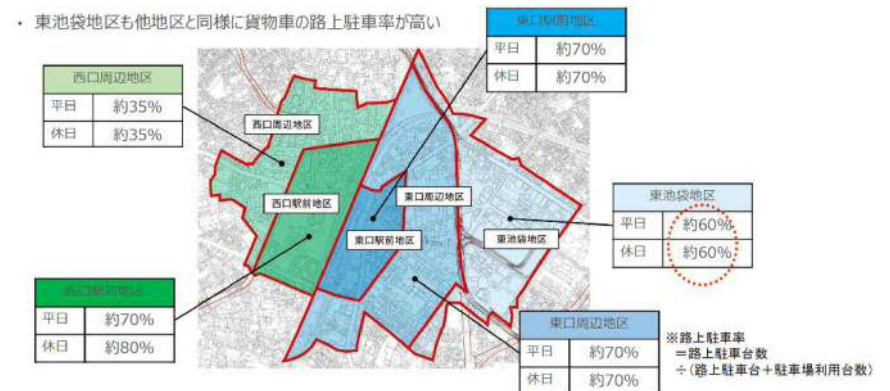 ・ 東池袋地区も他地区と同様に貨物車の路上駐車率が高い
東口駅前地区
平日 約70%
休日 約70%
西口周辺地区
平日 約35%
休日 約35%
西口周辺地区
西口駅前地区
東口周辺地区
東口駅前地区
東池袋地区
東池袋地区
平日 約60%
休日 約60%
西口駅前地区
平日 約70%
休日 約80%
東口周辺地区
平日 約70%
休日 約70%
※路上駐車率
＝路上駐車台数
÷(路上駐車台＋駐車場利用台数)